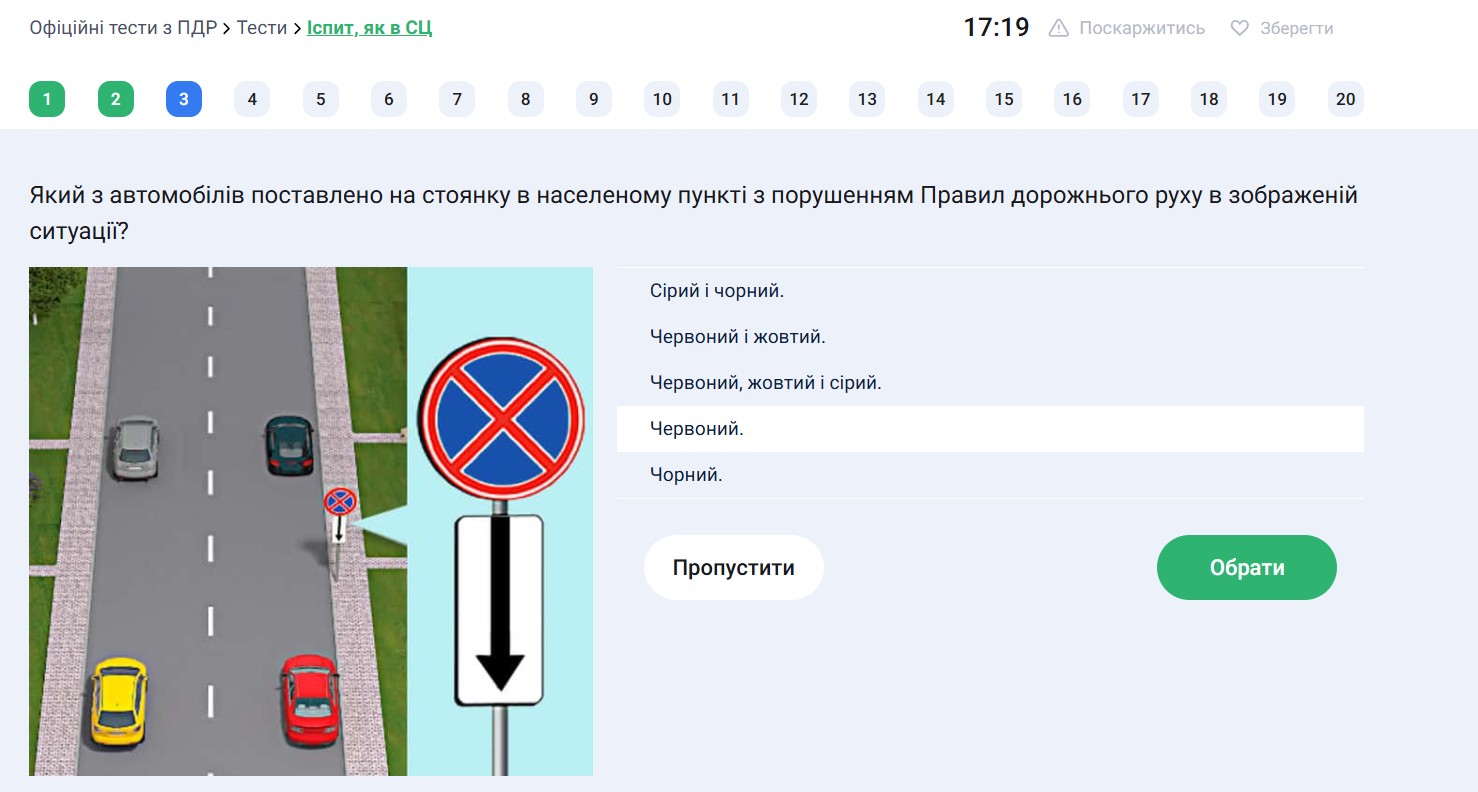 Офіційні тести з ПДР > Тести > Іспит, як в СЦ 17:19 Поскаржитись Зберегти
1 2 3 4 5 6 7 8 9 10 11 12 13 14 15 16 17 18 19 20
Який з автомобілів поставлено на стоянку в населеному пункті з порушенням Правил дорожнього руху в зображеній
ситуації?
Сірий і чорний.
Червоний і жовтий.
Червоний, жовтий і сірий.
Червоний.
Чорний.
Пропустити Обрати